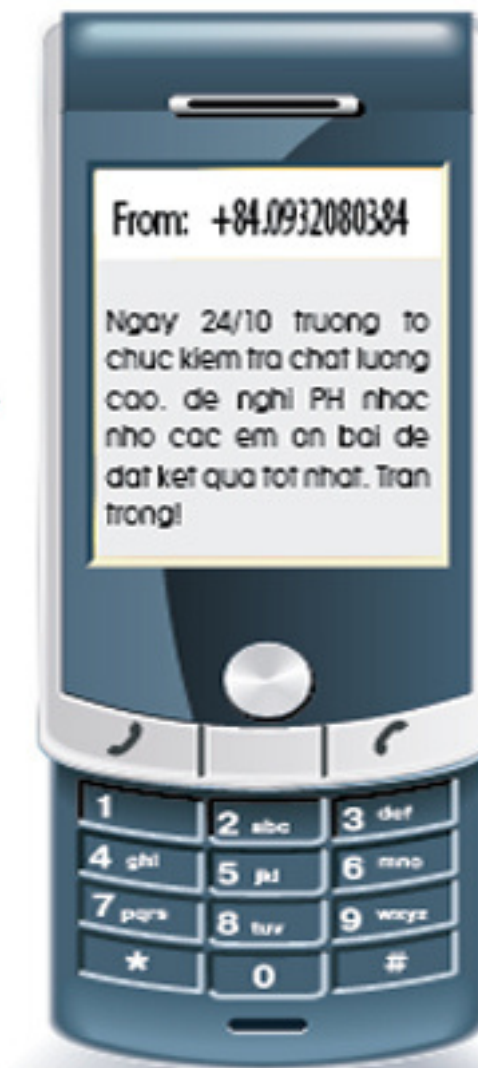 From: +84.0932080384
Ngay 24/10 truong to
chuc kiem tra chat luong
cao. de nghi PH nhac
nho cac em on bai de
dat ket qua tot nhat. Tran
trong!
1 2 abc 3 def
4 ghi 5 jkl 6 mno
7 pqrs 8 tuv 9 wxyz
* 0 #